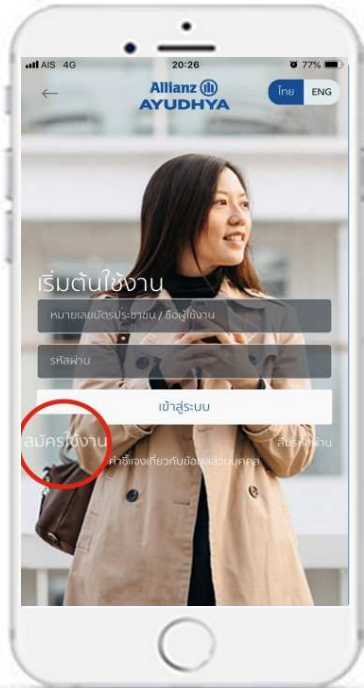 AIS 4G 20:26 77%
Allianz
AYUDHYA
ไทย ENG
เริ่มต้นใช้งาน
หมายเลขบัตรประชาชน / ชื่อผู้ใช้งาน
รหัสผ่าน
เข้าสู่ระบบ
สมัครใช้งาน ลืมรหัสผ่าน
คำชี้แจงเกี่ยวกับข้อมูลส่วนบุคคล